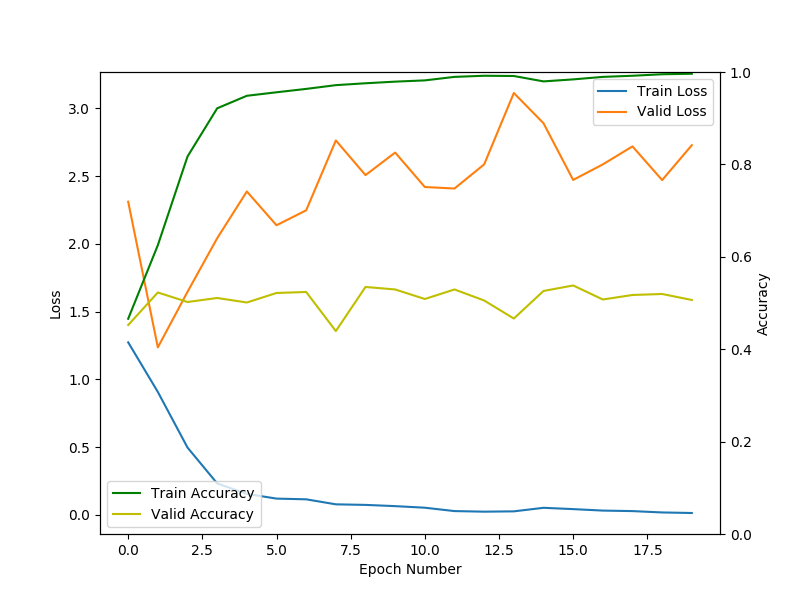 Train Loss
Valid Loss
Train Accuracy
Valid Accuracy
3.0
2.5
2.0
1.5
1.0
0.5
0.0
Loss
1.0
0.8
0.6
0.4
0.2
0.0
Accuracy
0.0 2.5 5.0 7.5 10.0 12.5 15.0 17.5
Epoch Number